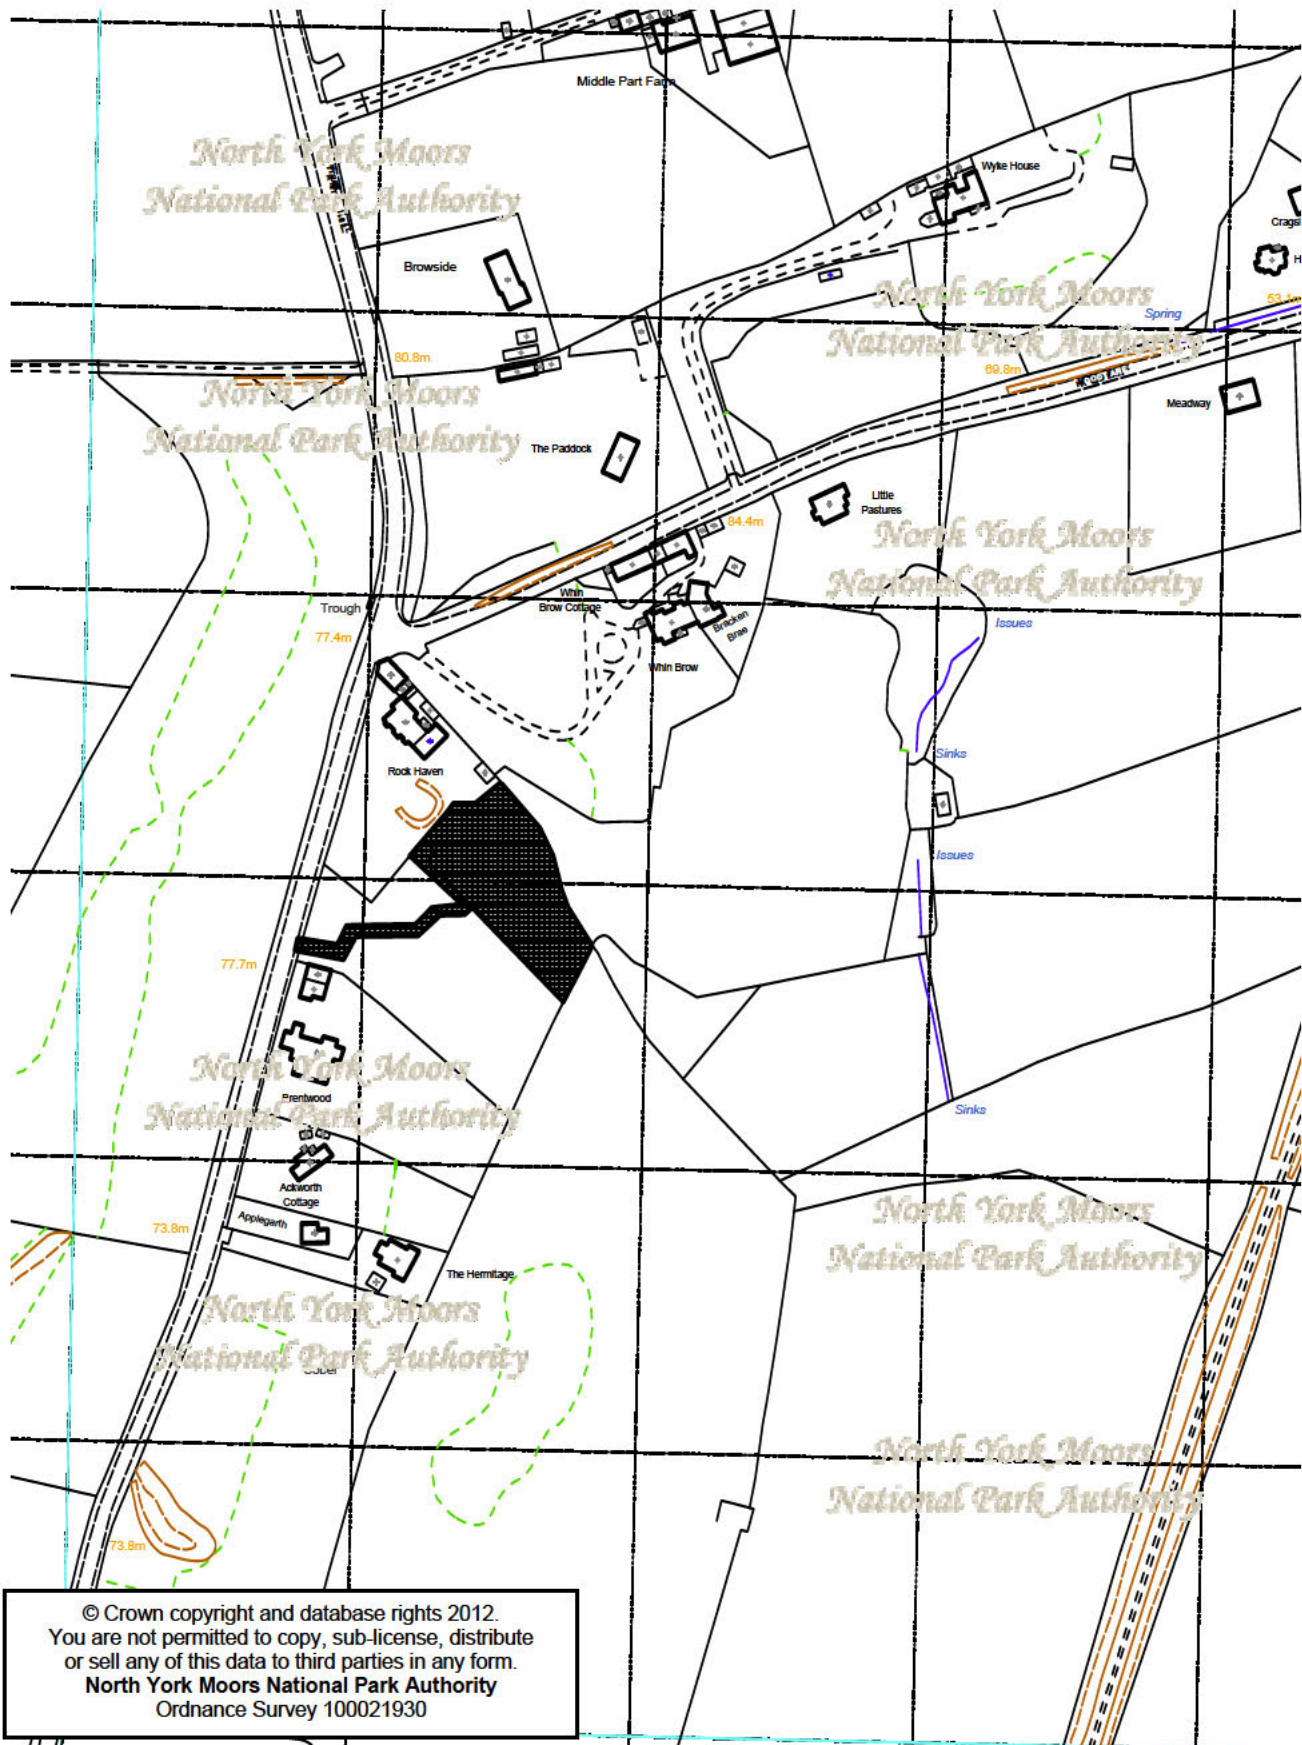 Middle Part Farm
North York Moors
National Park Authority
Wyke House
Browside
Crags
H
North York Moors
National Park Authority
Spring
53.1m
80.8m
69.8m
North York Moors
National Park Authority
Meadway
The Paddock
Little
Pastures
84.4m
North York Moors
National Park Authority
Whin
Brow Cottage
Trough
77.4m
Bracken
Brae
Issues
Whin Brow
Sinks
Rock Haven
Issues
77.7m
North York Moors
National Park Authority
Brentwood
Sinks
Ackworth
Cottage
Applegarth
73.8m
North York Moors
National Park Authority
The Hermitage
North York Moors
National Park Authority
North York Moors
National Park Authority
73.8m
© Crown copyright and database rights 2012.
You are not permitted to copy, sub-license, distribute
or sell any of this data to third parties in any form.
North York Moors National Park Authority
Ordnance Survey 100021930